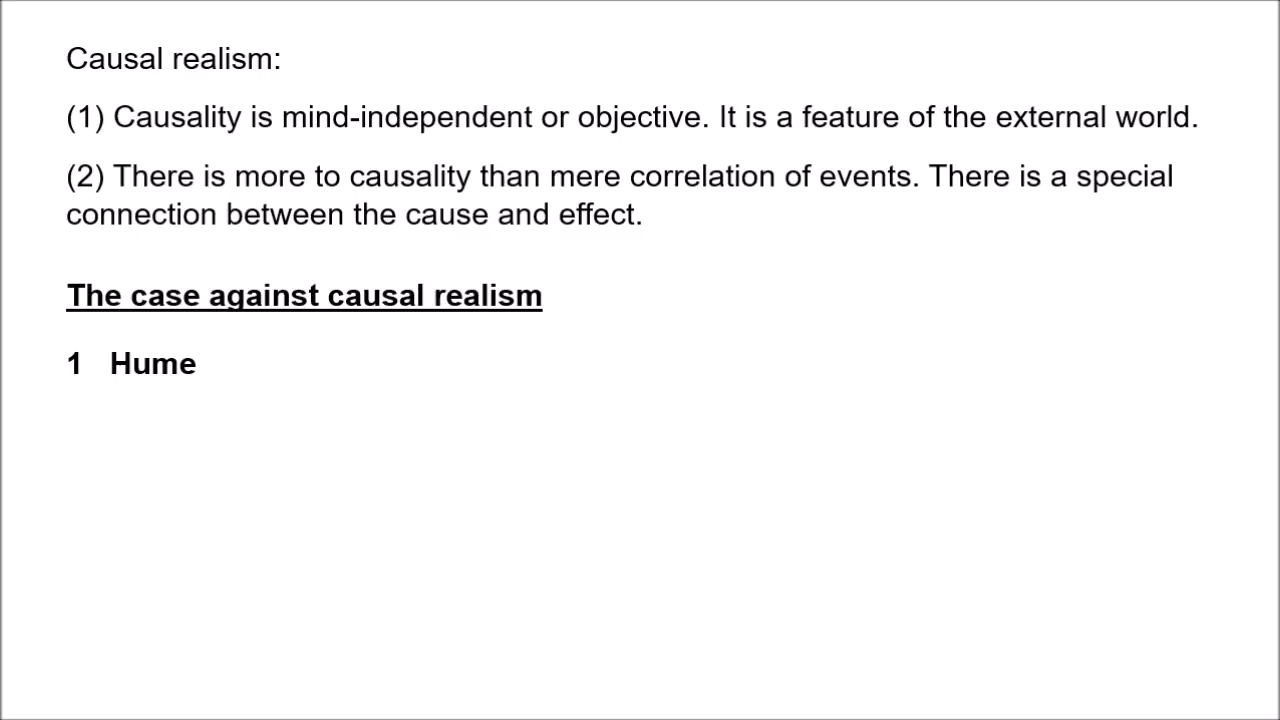 Causal realism:
(1) Causality is mind-independent or objective. It is a feature of the external world.
(2) There is more to causality than mere correlation of events. There is a special
connection between the cause and effect.
The case against causal realism
1 Hume